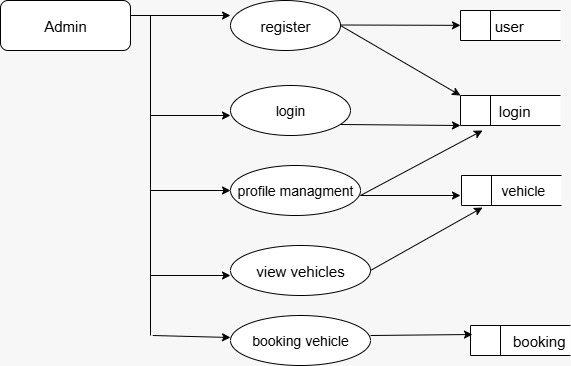 Admin
register
user
login
login
profile managment
vehicle
view vehicles
booking vehicle
booking